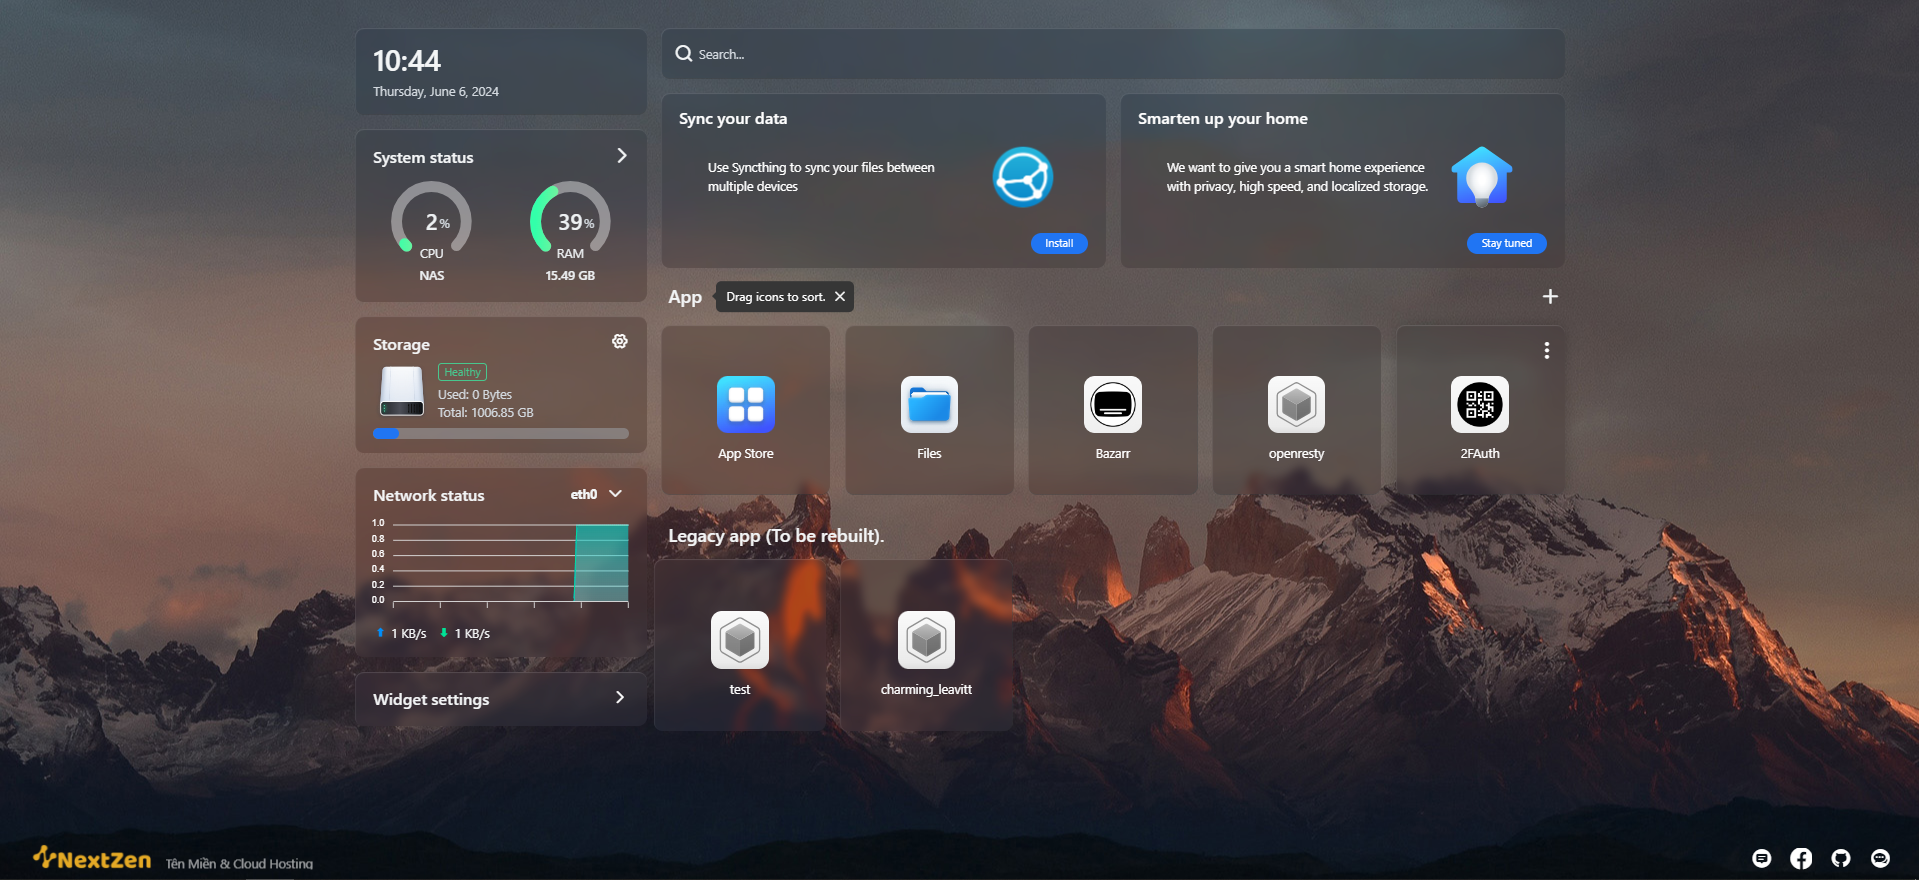 10:44
Thursday, June 6, 2024
System status
2%
CPU
NAS
39%
RAM
15.49 GB
Storage
Healthy
Used: 0 Bytes
Total: 1006.85 GB
Network status
eth0
1.0
0.8
0.6
0.4
0.2
0.0
1 KB/s
1 KB/s
Widget settings
Search...
Sync your data
Use Syncthing to sync your files between
multiple devices
Install
Smarten up your home
We want to give you a smart home experience
with privacy, high speed, and localized storage.
Stay tuned
App
Drag icons to sort.
App Store
Files
Bazarr
openresty
2FAuth
Legacy app (To be rebuilt).
test
charming_leavitt
NextZen
Tên Miền & Cloud Hosting